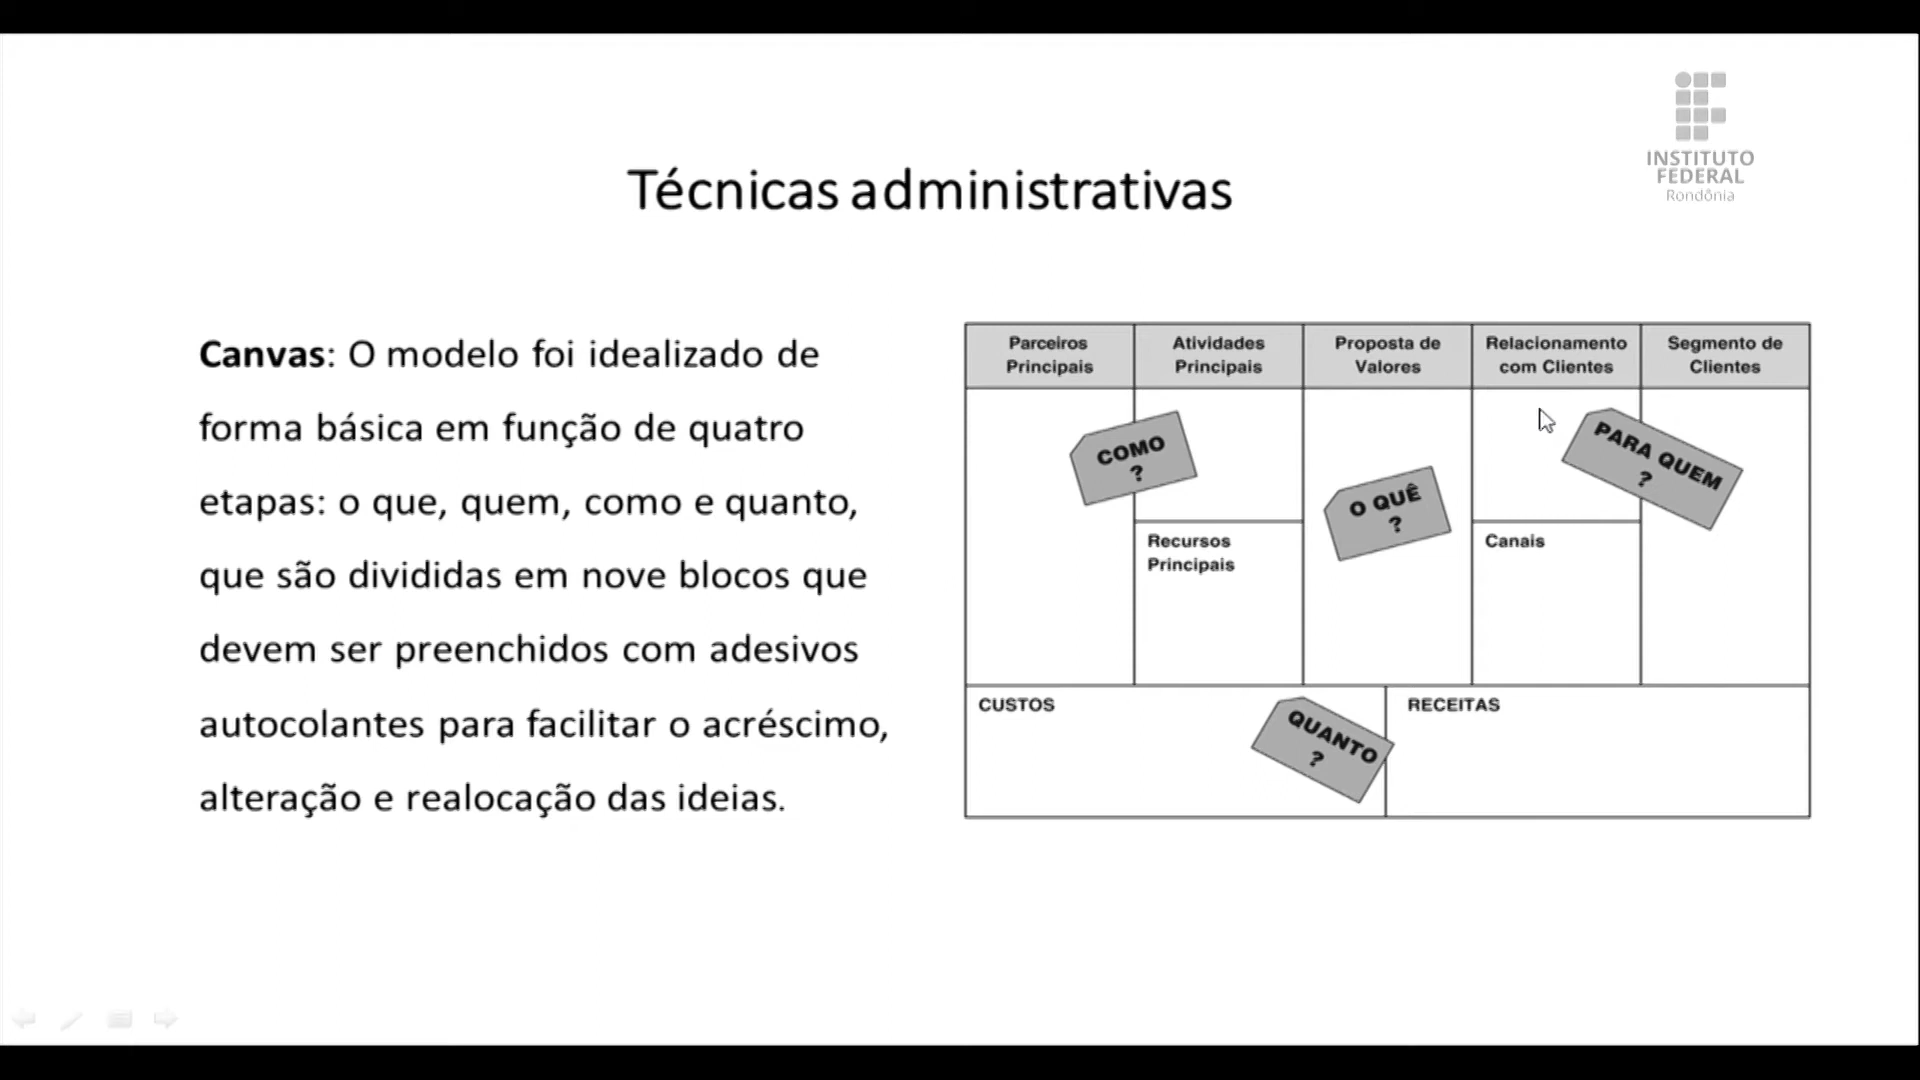 INSTITUTO
FEDERAL
Rondônia
Técnicas administrativas
Canvas: O modelo foi idealizado de
forma básica em função de quatro
etapas: o que, quem, como e quanto,
que são divididas em nove blocos que
devem ser preenchidos com adesivos
autocolantes para facilitar o acréscimo,
alteração e realocação das ideias.
Parceiros
Principais
Atividades
Principais
Proposta de
Valores
Relacionamento
com Clientes
Segmento de
Clientes
COMO
?
O QUÊ
?
PARA QUEM
?
Recursos
Principais
Canais
CUSTOS
QUANTO
?
RECEITAS